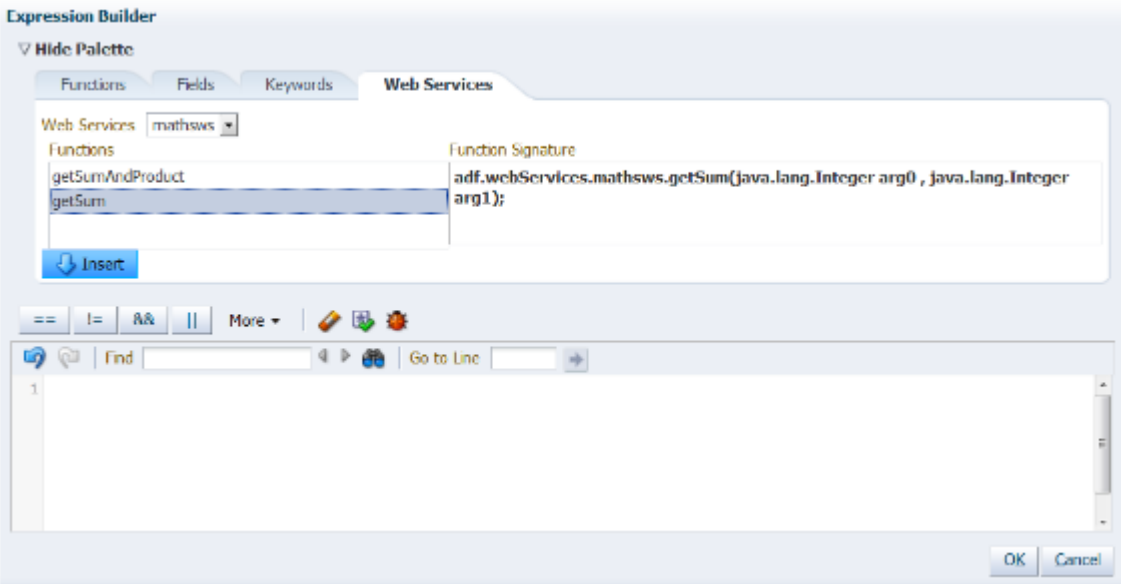 Expression Builder
Hide Palette
Functions Fields Keywords Web Services
Web Services mathsws
Functions Function Signature
getSumAndProduct
adf.webServices.mathsws.getSum(java.lang.Integer arg0 , java.lang.Integer
getSum
arg1);
Insert
== != && || More
Find Go to Line
1
OK Cancel